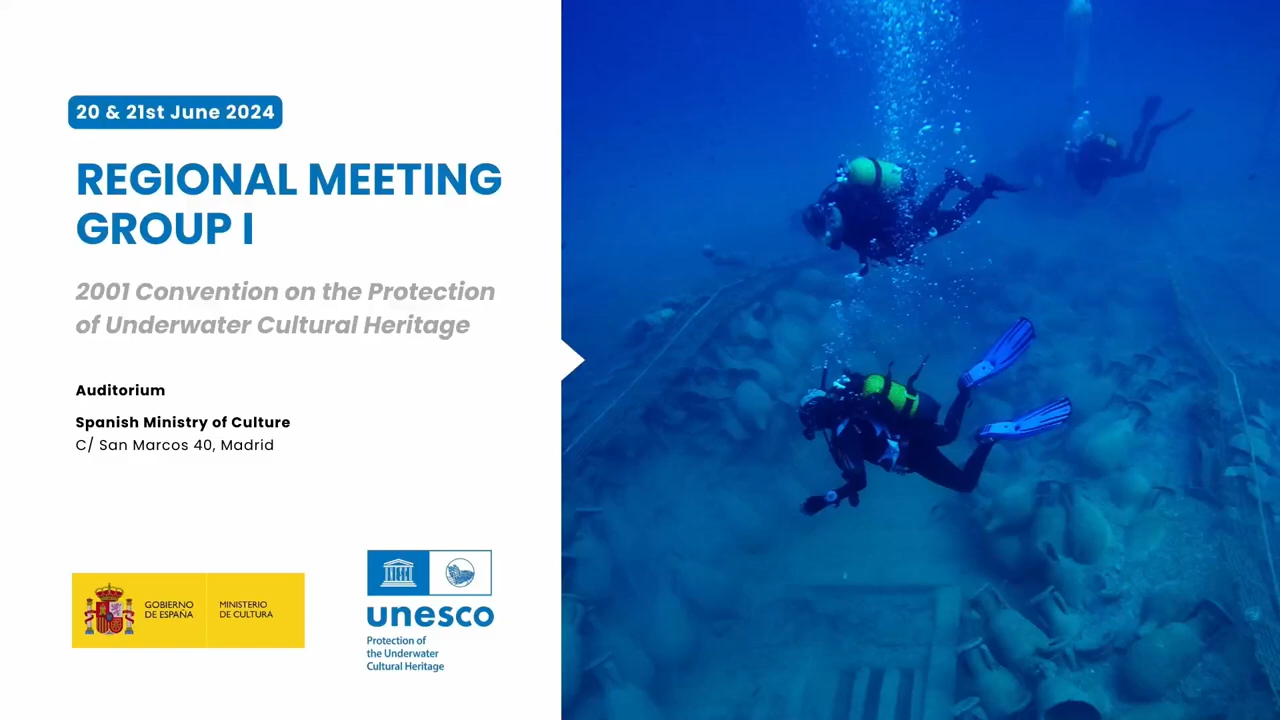 20 & 21st June 2024
REGIONAL MEETING
GROUP I
2001 Convention on the Protection
of Underwater Cultural Heritage
Auditorium
Spanish Ministry of Culture
C/ San Marcos 40, Madrid
GOBIERNO
DE ESPAÑA
MINISTERIO
DE CULTURA
unesco
Protection of
the Underwater
Cultural Heritage